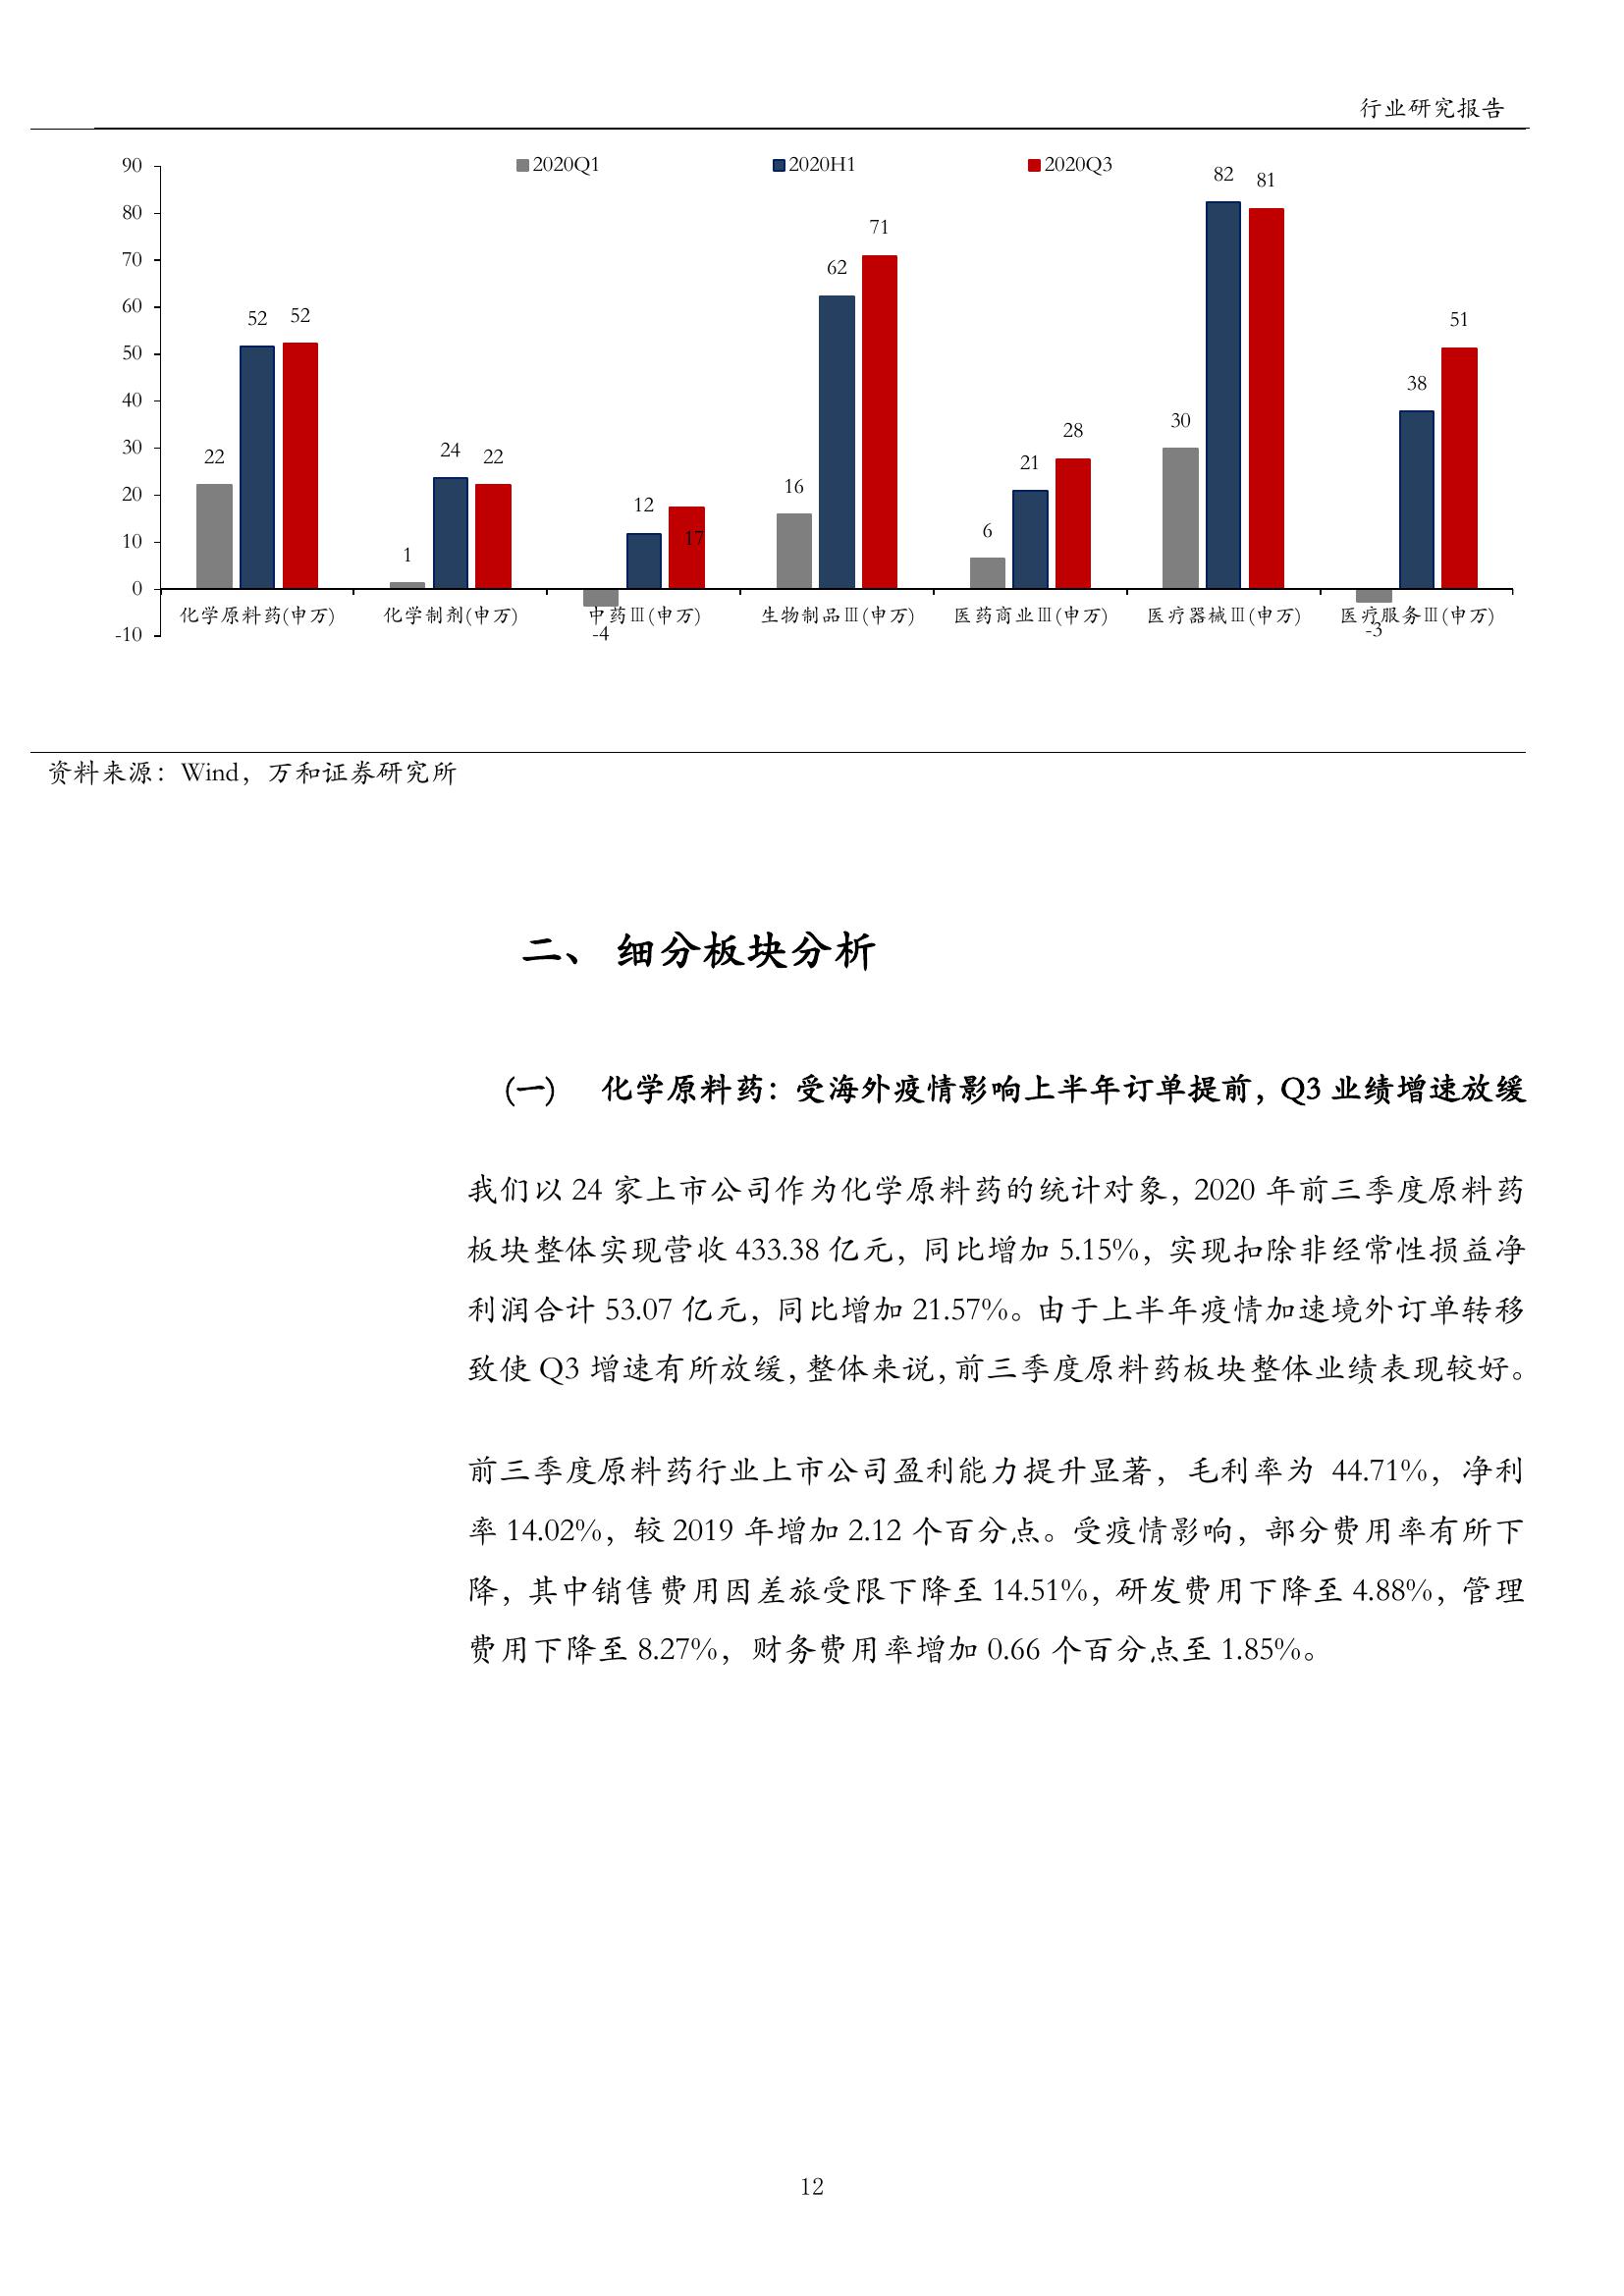 行业研究报告
90
80
70
60
50
40
30
20
10
0
-10
2020Q1 2020H1 2020Q3
22 52 52
1 24 22
-4 12 17
16 62 71
6 21 28
30 82 81
-3 38 51
化学原料药(申万) 化学制剂(申万) 中药Ⅲ(申万) 生物制品Ⅲ(申万) 医药商业Ⅲ(申万) 医疗器械Ⅲ(申万) 医疗服务Ⅲ(申万)
资料来源：Wind，万和证券研究所
二、 细分板块分析
(一) 化学原料药：受海外疫情影响上半年订单提前，Q3 业绩增速放缓
我们以 24 家上市公司作为化学原料药的统计对象，2020 年前三季度原料药
板块整体实现营收 433.38 亿元，同比增加 5.15%，实现扣除非经常性损益净
利润合计 53.07 亿元，同比增加 21.57%。由于上半年疫情加速境外订单转移
致使 Q3 增速有所放缓，整体来说，前三季度原料药板块整体业绩表现较好。
前三季度原料药行业上市公司盈利能力提升显著，毛利率为 44.71%，净利
率 14.02%，较 2019 年增加 2.12 个百分点。受疫情影响，部分费用率有所下
降，其中销售费用因差旅受限下降至 14.51%，研发费用下降至 4.88%，管理
费用下降至 8.27%，财务费用率增加 0.66 个百分点至 1.85%。
12